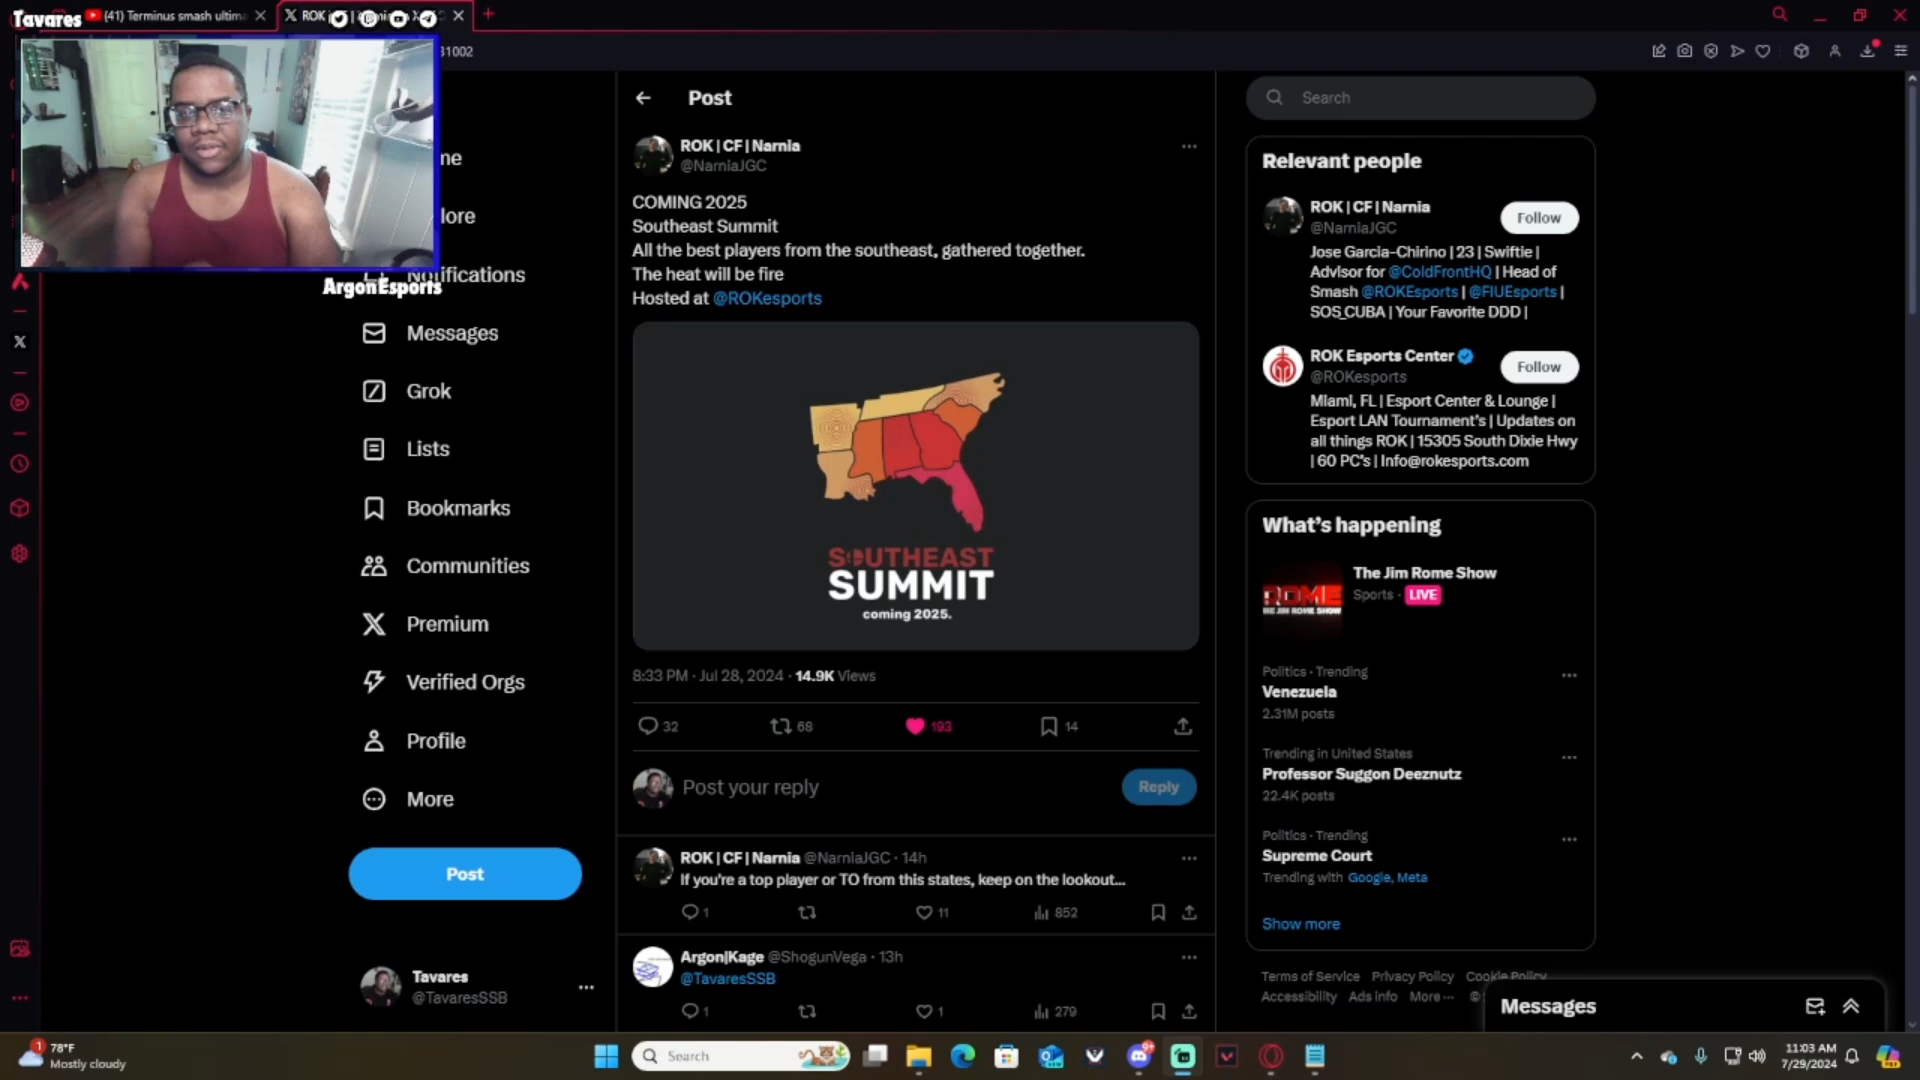 Tavares
(41) Terminus smash ultima
ROK
31002
ArgonEsports
Notifications
Messages
Grok
Lists
Bookmarks
Communities
Premium
Verified Orgs
Profile
More
Post
Tavares
@TavaresSSB
Post
ROK | CF | Narnia
@NarniaJGC
COMING 2025
Southeast Summit
All the best players from the southeast, gathered together.
The heat will be fire
Hosted at @ROKesports
SOUTHEAST
SUMMIT
coming 2025.
8:33 PM · Jul 28, 2024 · 14.9K Views
32 68 193 14
Post your reply
Reply
ROK | CF | Narnia @NarniaJGC · 14h
If you're a top player or TO from this states, keep on the lookout...
1 11 852
Argon|Kage @ShogunVega · 13h
@TavaresSSB
1 1 279
Search
Relevant people
ROK | CF | Narnia
@NarniaJGC
Follow
Jose Garcia-Chirino | 23 | Swiftie |
Advisor for @ColdFrontHQ | Head of
Smash @ROKEsports | @FIUEsports |
SOS_CUBA | Your Favorite DDD |
ROK Esports Center
@ROKesports
Follow
Miami, FL | Esport Center & Lounge |
Esport LAN Tournament's | Updates on
all things ROK | 15305 South Dixie Hwy
| 60 PC's | Info@rokesports.com
What's happening
The Jim Rome Show
Sports · LIVE
ROME
THE JIM ROME SHOW
Politics · Trending
Venezuela
2.31M posts
Trending in United States
Professor Suggon Deeznutz
22.4K posts
Politics · Trending
Supreme Court
Trending with Google, Meta
Show more
Terms of Service Privacy Policy Cookie Policy
Accessibility Ads info More ··· ©
Messages
1
78°F
Mostly cloudy
Search
11:03 AM
7/29/2024